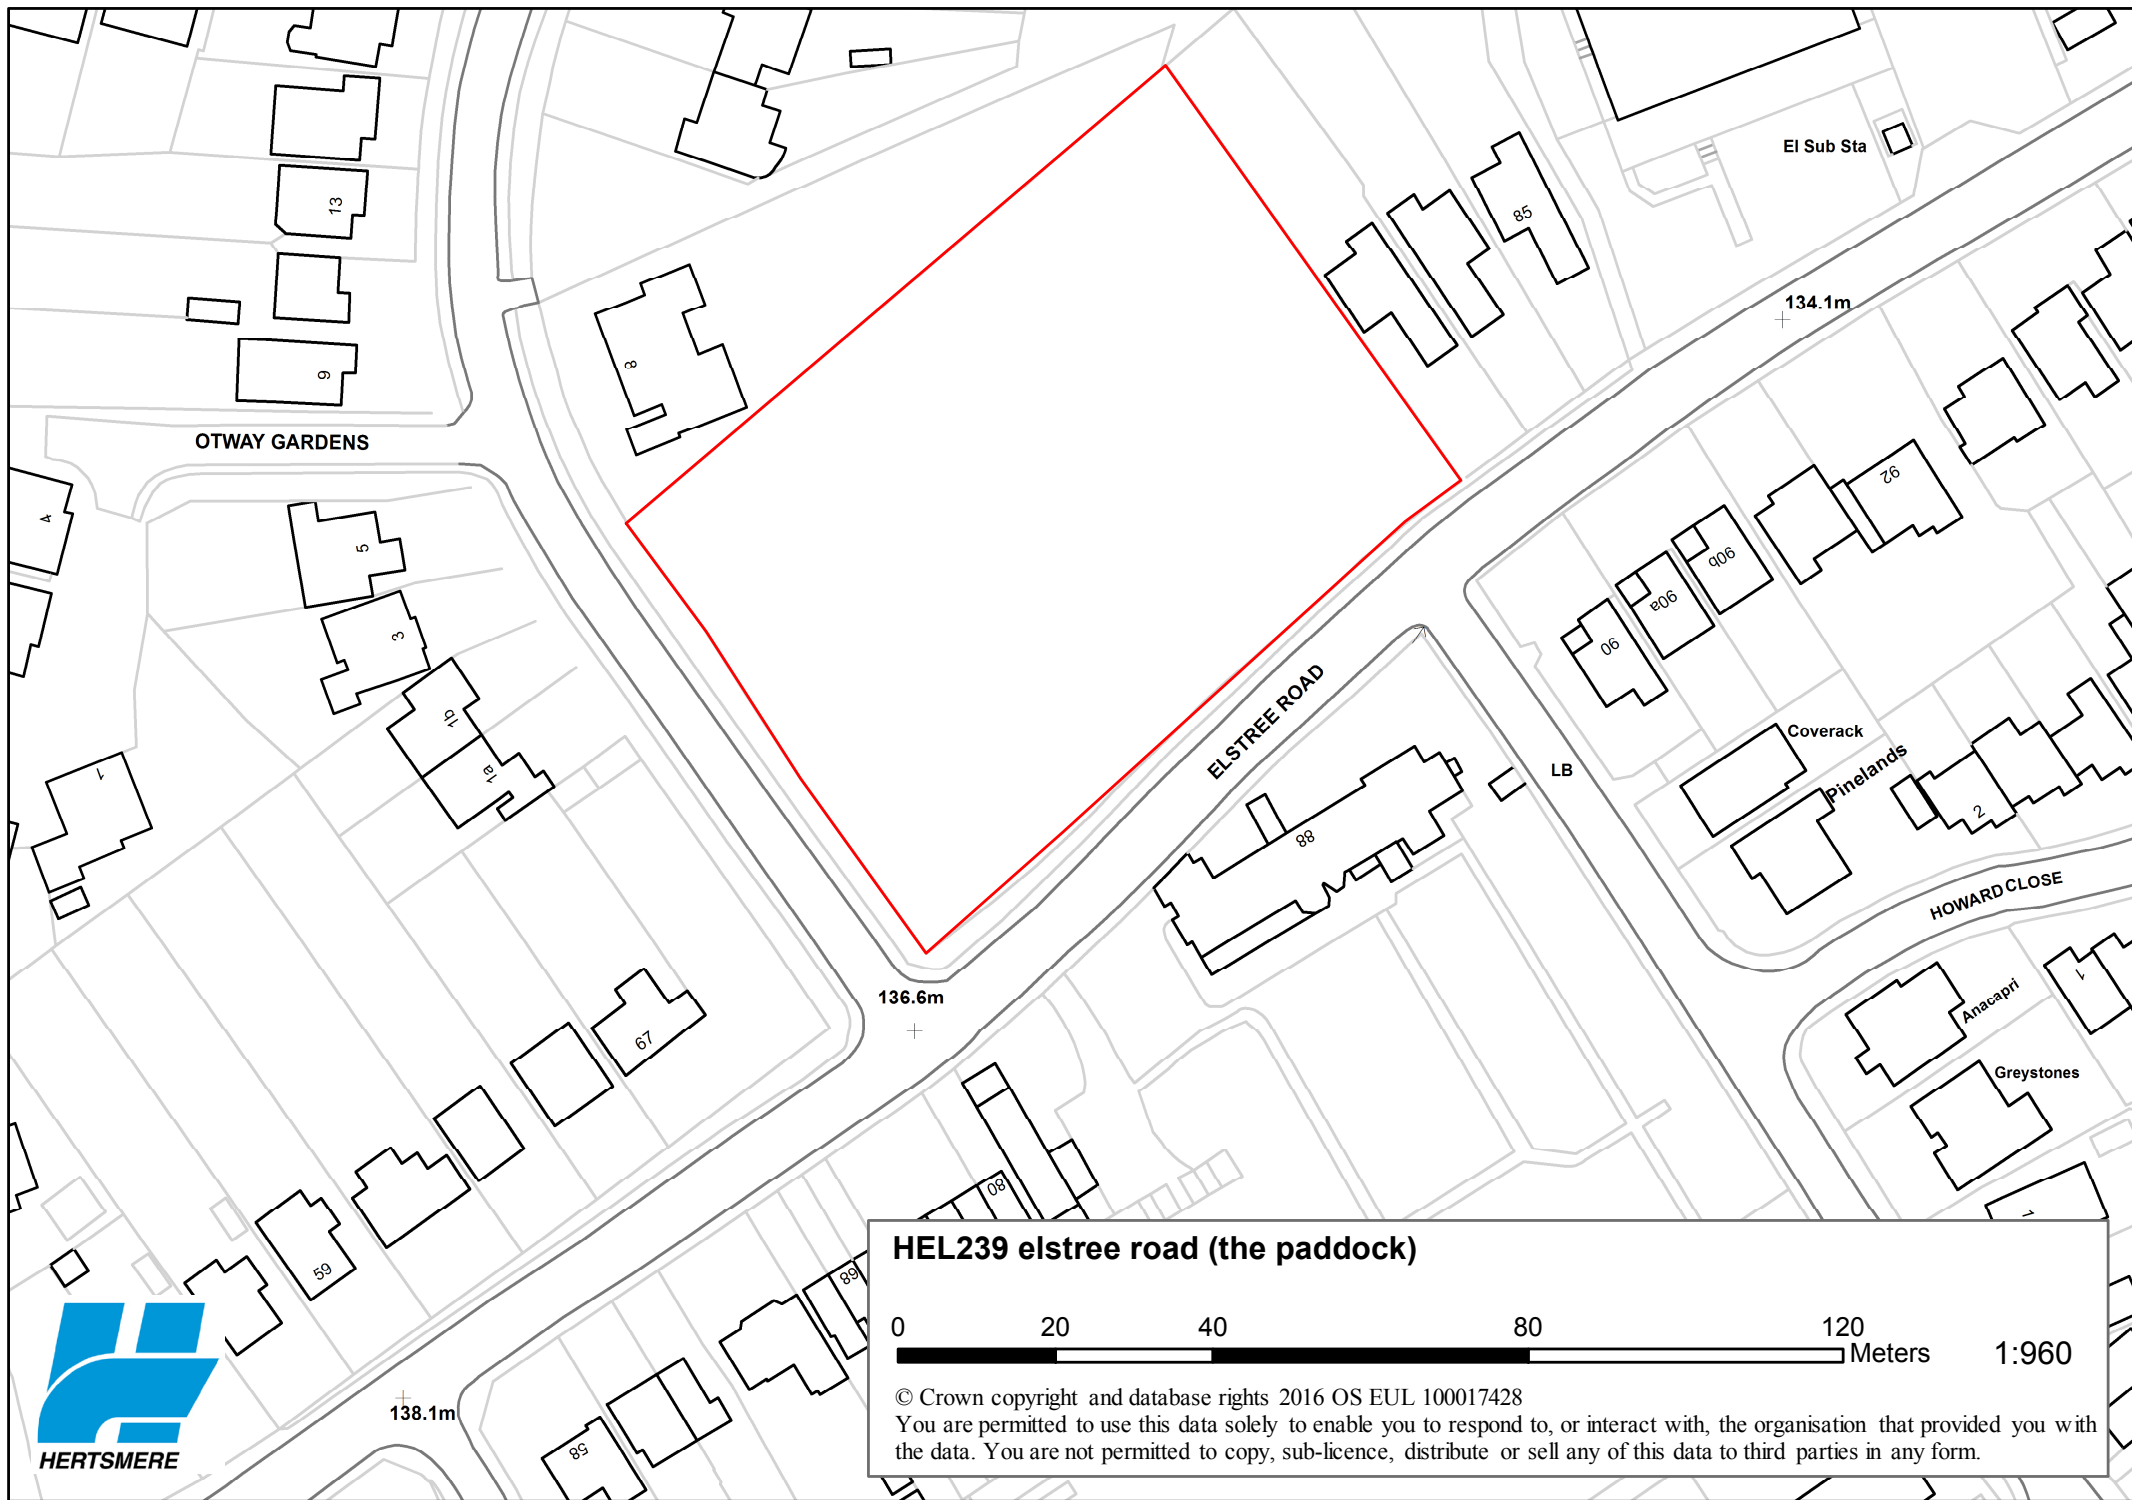 El Sub Sta
13
85
134.1m
8
9
OTWAY GARDENS
92
4
5
90b
90a
3
90
ELSTREE ROAD
1b
Coverack
Pinelands
1a
LB
1
2
88
HOWARD CLOSE
136.6m
1
Anacapri
67
Greystones
80
1
59
68
138.1m
58
HERTSMERE
HEL239 elstree road (the paddock)
0 20 40 80 120
Meters 1:960
© Crown copyright and database rights 2016 OS EUL 100017428
You are permitted to use this data solely to enable you to respond to, or interact with, the organisation that provided you with
the data. You are not permitted to copy, sub-licence, distribute or sell any of this data to third parties in any form.